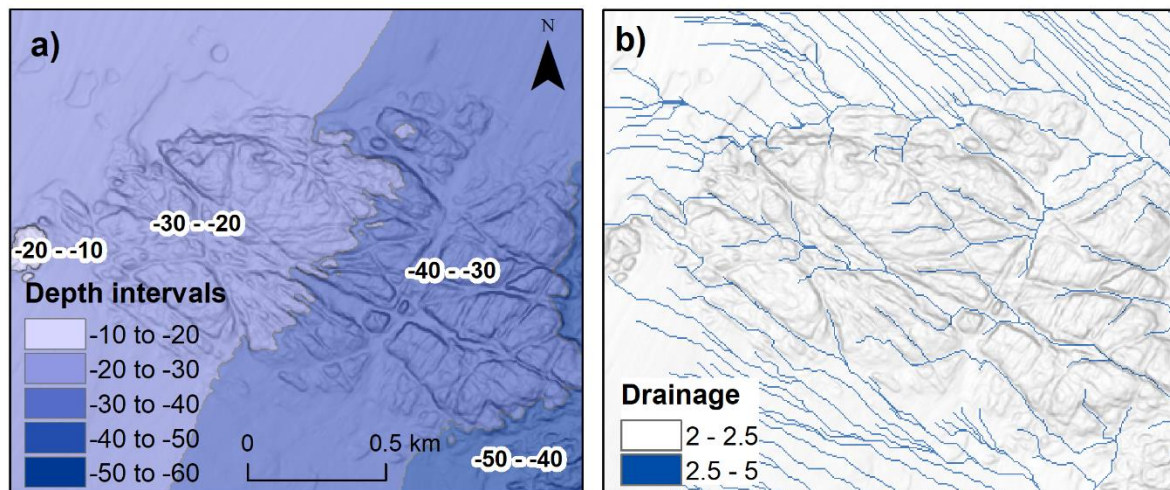 a)
N
-30 - -20
-20 - -10
-40 - -30
Depth intervals
-10 to -20
-20 to -30
-30 to -40
-40 to -50
-50 to -60
0 0.5 km
-50 - -40
b)
Drainage
2 - 2.5
2.5 - 5